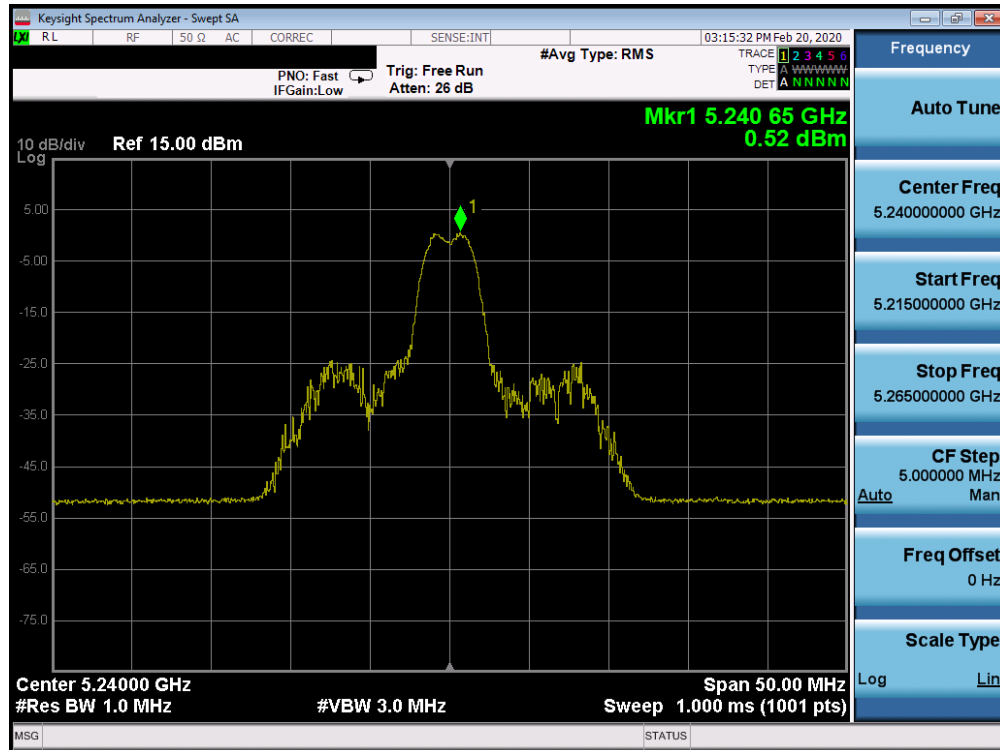 Keysight Spectrum Analyzer - Swept SA
LXI RL RF 50 Ω AC CORREC SENSE:INT 03:15:32 PM Feb 20, 2020
Frequency
#Avg Type: RMS
TRACE 1 2 3 4 5 6
TYPE A WWWWW
DET A N N N N N
PNO: Fast
IFGain:Low
Trig: Free Run
Atten: 26 dB
Auto Tune
Mkr1 5.240 65 GHz
0.52 dBm
10 dB/div
Log
Ref 15.00 dBm
Center Freq
5.240000000 GHz
1
5.00
-5.00
-15.0
-25.0
-35.0
-45.0
-55.0
-65.0
-75.0
Start Freq
5.215000000 GHz
Stop Freq
5.265000000 GHz
CF Step
5.000000 MHz
Auto Man
Freq Offset
0 Hz
Scale Type
Log Lin
Center 5.24000 GHz
Span 50.00 MHz
#Res BW 1.0 MHz
#VBW 3.0 MHz
Sweep 1.000 ms (1001 pts)
MSG
STATUS